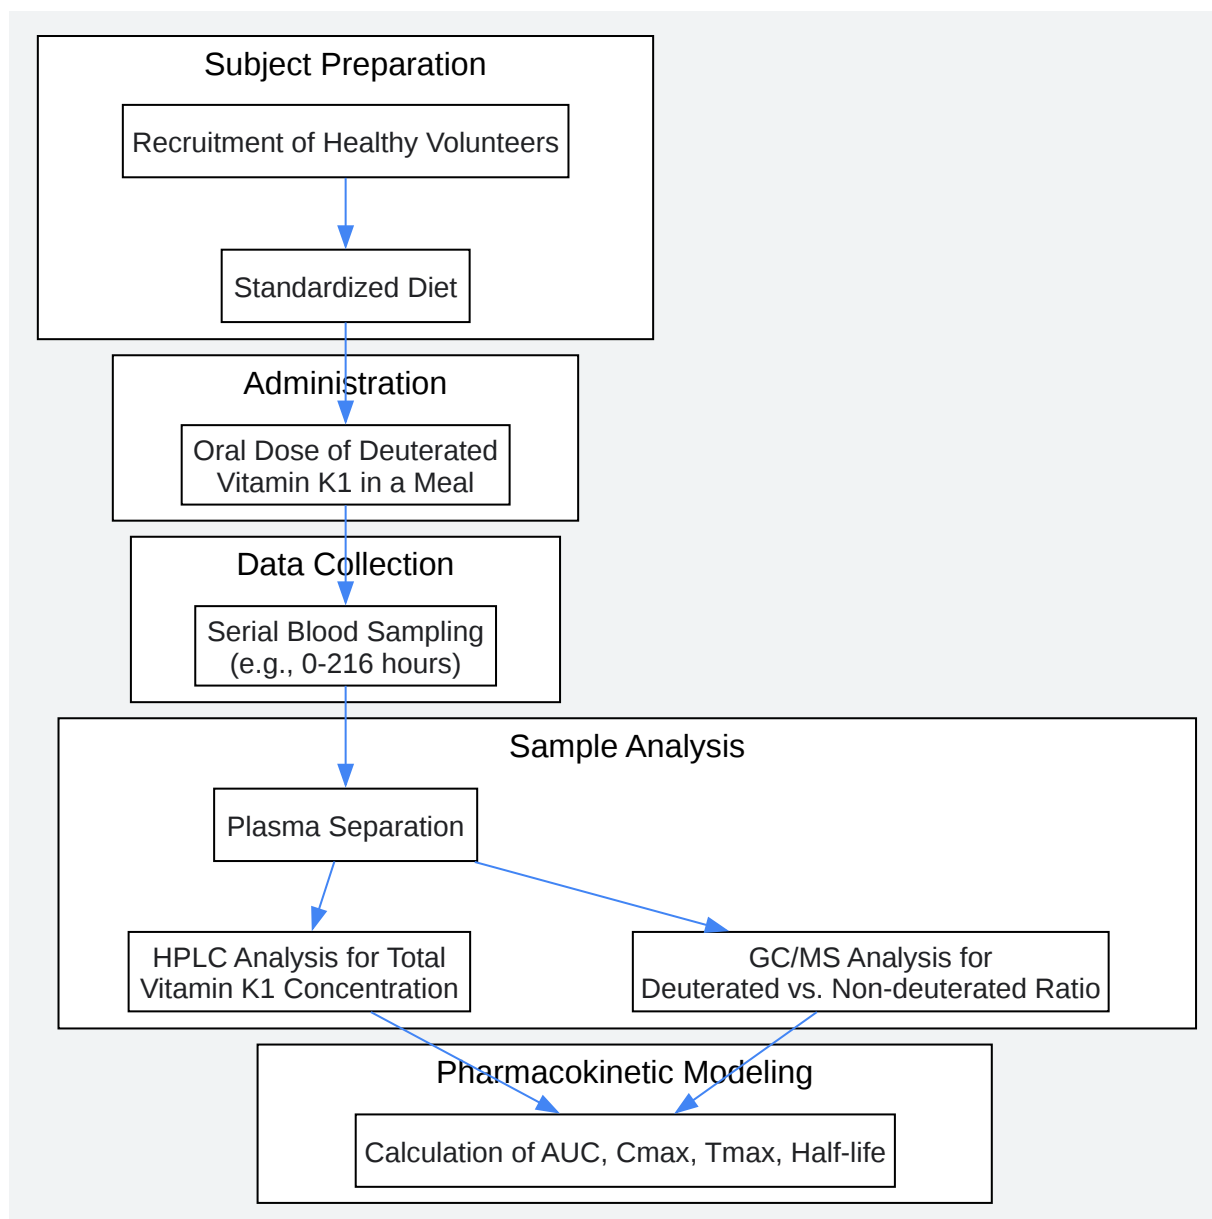 Subject Preparation
Recruitment of Healthy Volunteers
Standardized Diet
Administration
Oral Dose of Deuterated
Vitamin K1 in a Meal
Data Collection
Serial Blood Sampling
(e.g., 0-216 hours)
Sample Analysis
Plasma Separation
HPLC Analysis for Total
Vitamin K1 Concentration
GC/MS Analysis for
Deuterated vs. Non-deuterated Ratio
Pharmacokinetic Modeling
Calculation of AUC, Cmax, Tmax, Half-life